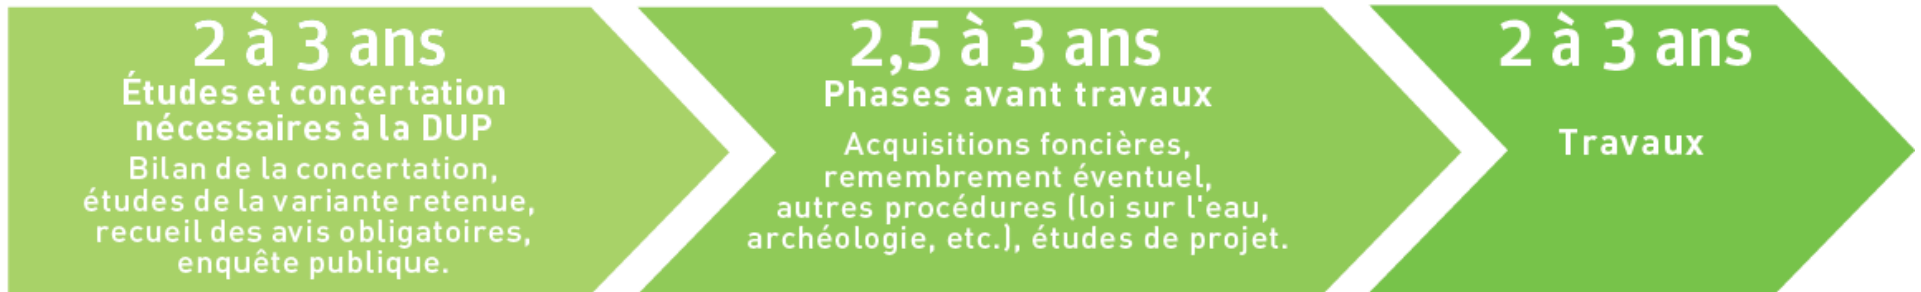 2 à 3 ans
Études et concertation
nécessaires à la DUP
Bilan de la concertation,
études de la variante retenue,
recueil des avis obligatoires,
enquête publique.
2,5 à 3 ans
Phases avant travaux
Acquisitions foncières,
remembrement éventuel,
autres procédures (loi sur l'eau,
archéologie, etc.), études de projet.
2 à 3 ans
Travaux